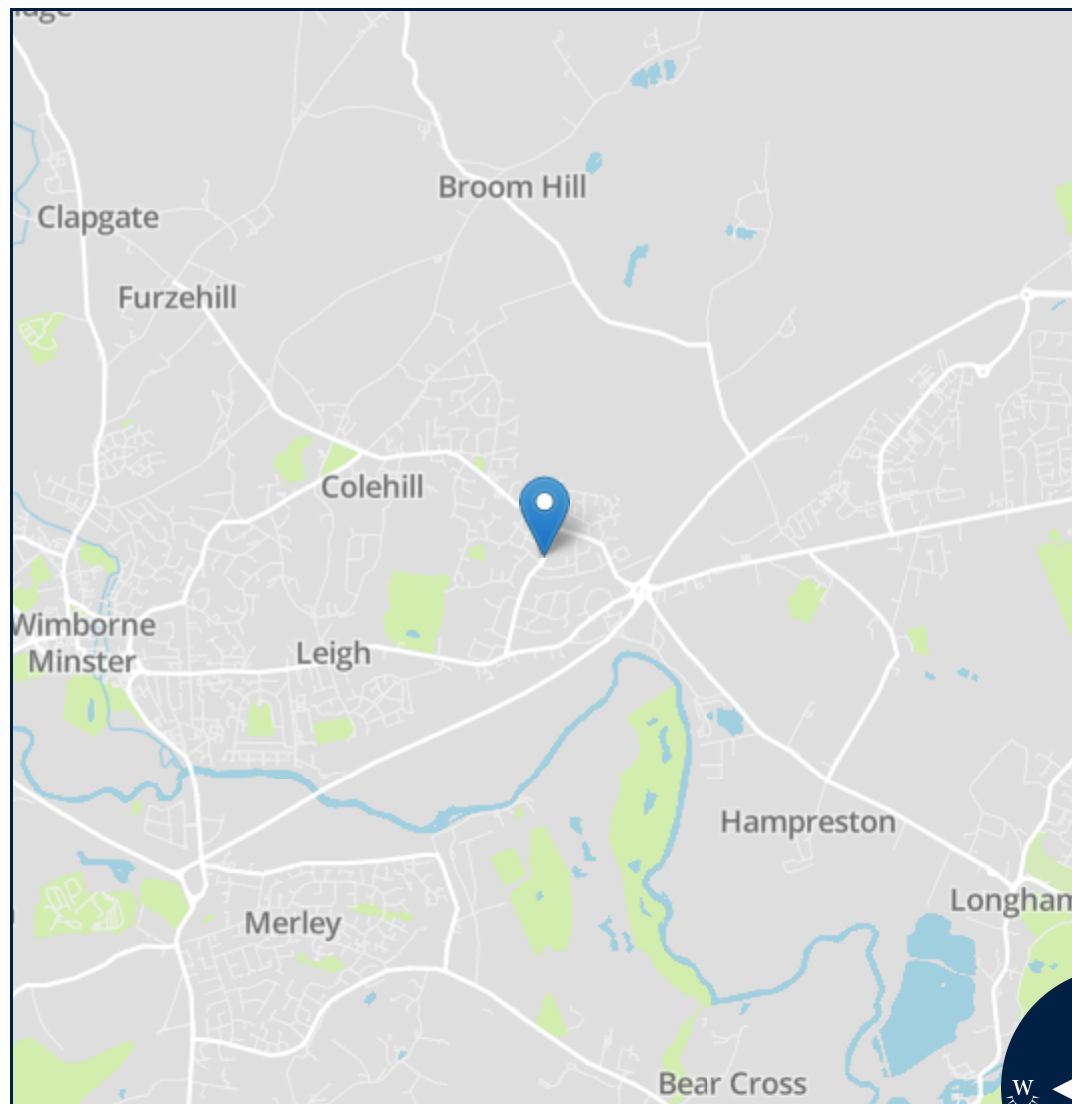 Broom Hill
Clapgate
Furzehill
Colehill
Wimborne
Minster
Leigh
Hampreston
Longham
Merley
Bear Cross
W